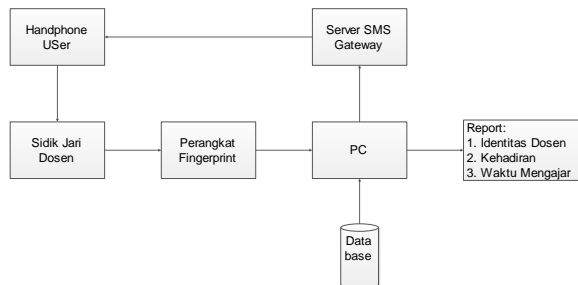 Handphone
USer
Server SMS
Gateway
Sidik Jari
Dosen
Perangkat
Fingerprint
PC
Report:
1. Identitas Dosen
2. Kehadiran
3. Waktu Mengajar
Data
base